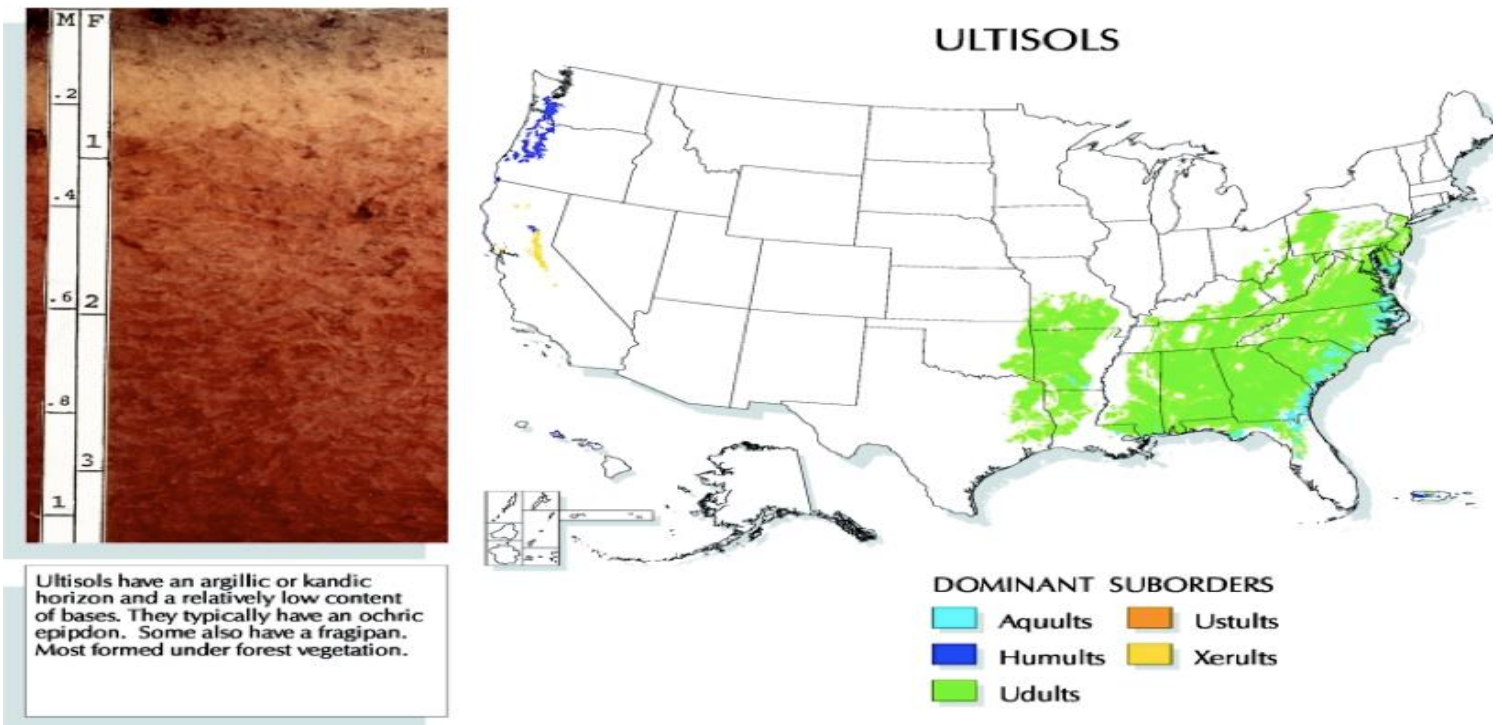 M F
.2
1
.4
.6 2
.8
3
1
Ultisols have an argillic or kandic
horizon and a relatively low content
of bases. They typically have an ochric
epipdon. Some also have a fragipan.
Most formed under forest vegetation.
ULTISOLS
DOMINANT SUBORDERS
Aquults
Ustults
Humults
Xerults
Udults